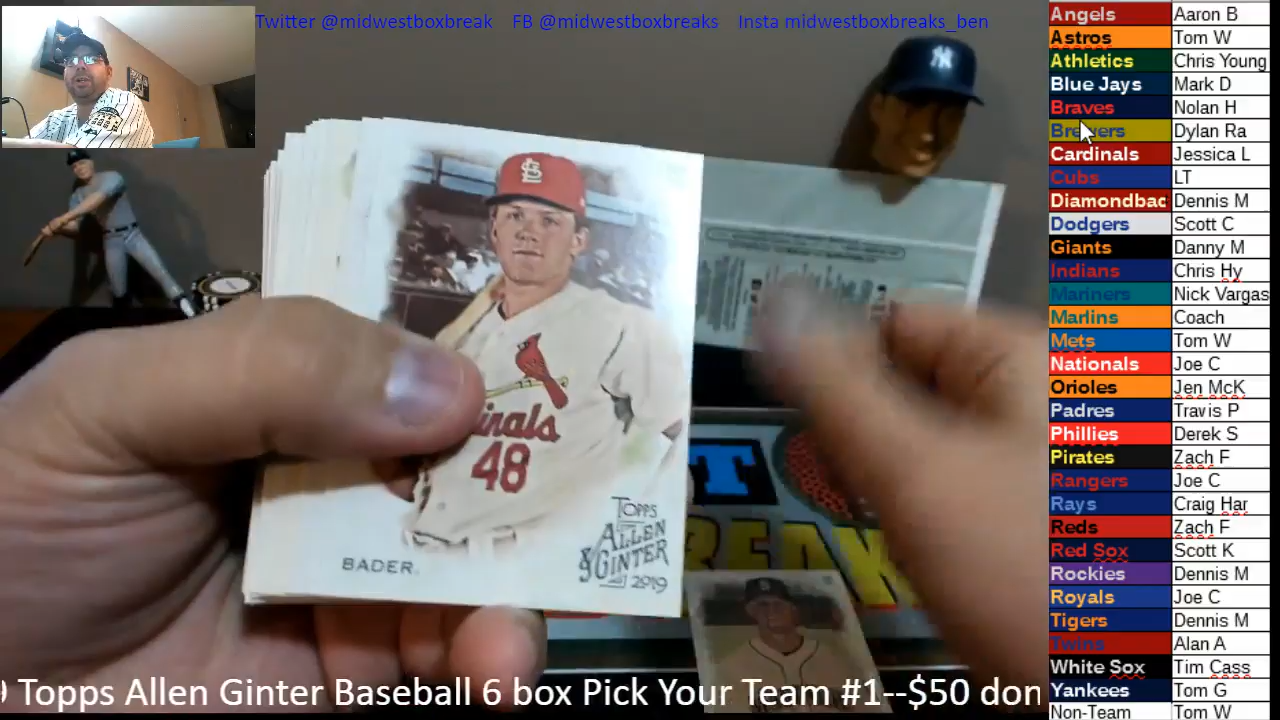 Twitter @midwestboxbreak FB @midwestboxbreaks Insta midwestboxbreaks_ben
Angels Aaron B
Astros Tom W
Athletics Chris Young
Blue Jays Mark D
Braves Nolan H
Brewers Dylan Ra
Cardinals Jessica L
Cubs LT
Diamondbac Dennis M
Dodgers Scott C
Giants Danny M
Indians Chris Hy
Mariners Nick Vargas
Marlins Coach
Mets Tom W
Nationals Joe C
Orioles Jen McK
Padres Travis P
Phillies Derek S
Pirates Zach F
Rangers Joe C
Rays Craig Har
Reds Zach F
Red Sox Scott K
Rockies Dennis M
Royals Joe C
Tigers Dennis M
Twins Alan A
White Sox Tim Cass
Yankees Tom G
Non-Team Tom W
inals
48
TOPPS
ALLEN
& GINTER
2019
BADER
BREAK
9 Topps Allen Ginter Baseball 6 box Pick Your Team #1--$50 don